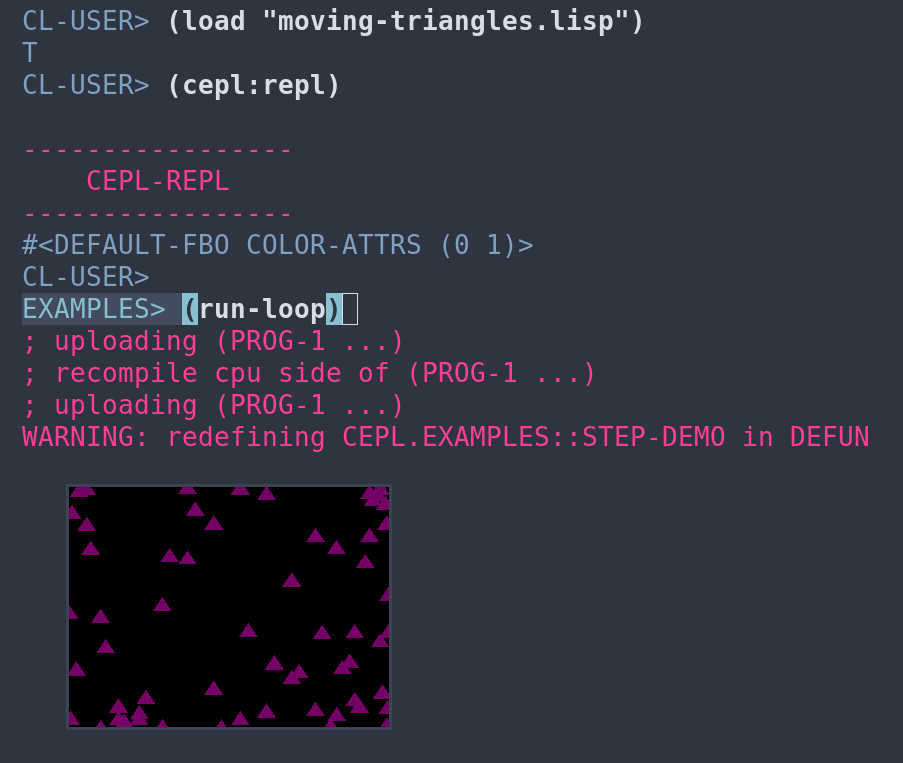 CL-USER> (load "moving-triangles.lisp")
T
CL-USER> (cepl:repl)
-----------------
CEPL-REPL
-----------------
#<DEFAULT-FBO COLOR-ATTRS (0 1)>
CL-USER>
EXAMPLES> (run-loop)
; uploading (PROG-1 ...)
; recompile cpu side of (PROG-1 ...)
; uploading (PROG-1 ...)
WARNING: redefining CEPL.EXAMPLES::STEP-DEMO in DEFUN